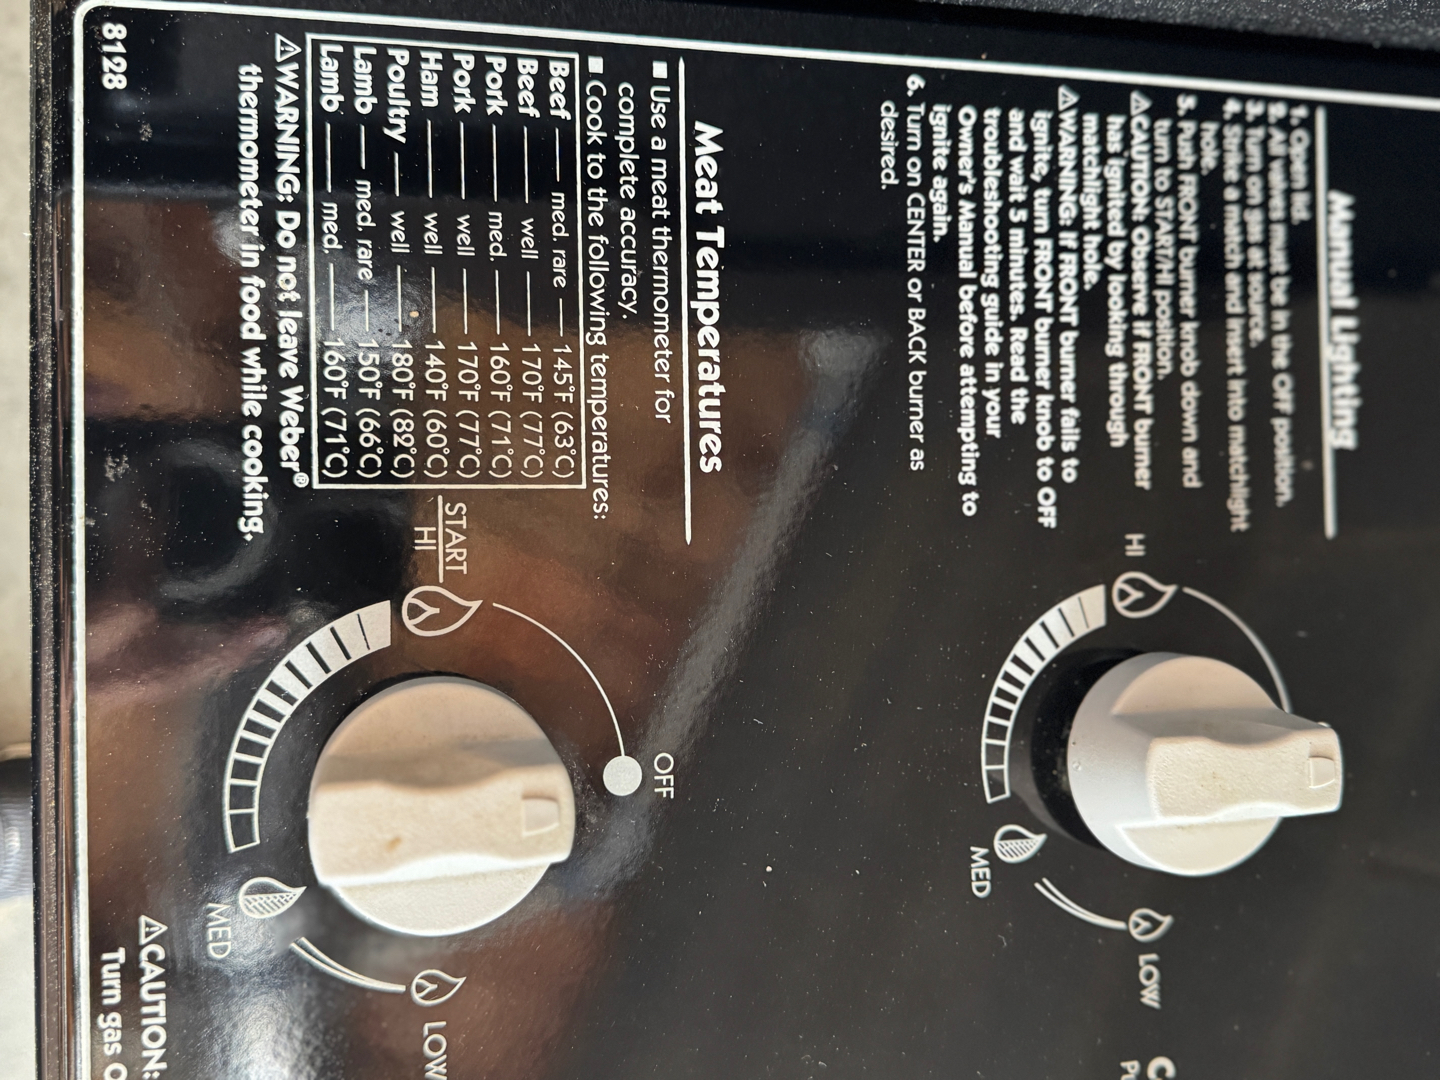 Manual Lighting
1. Open lid.
2. All valves must be in the OFF position.
3. Turn on gas at source.
4. Strike a match and insert into matchlight
hole.
5. Push FRONT burner knob down and
turn to START/HI position.
⚠CAUTION: Observe if FRONT burner
has ignited by looking through
matchlight hole.
⚠WARNING: If FRONT burner fails to
ignite, turn FRONT burner knob to OFF
and wait 5 minutes. Read the
troubleshooting guide in your
Owner's Manual before attempting to
ignite again.
6. Turn on CENTER or BACK burner as
desired.
Meat Temperatures
■ Use a meat thermometer for
complete accuracy.
■ Cook to the following temperatures:
Beef — med. rare — 145°F (63°C)
Beef — well — 170°F (77°C)
Pork — med. — 160°F (71°C)
Pork — well — 170°F (77°C)
Ham — well — 140°F (60°C)
Poultry — well — 180°F (82°C)
Lamb — med. rare — 150°F (66°C)
Lamb — med. — 160°F (71°C)
⚠WARNING: Do not leave Weber®
thermometer in food while cooking.
8128
HI
MED
LOW
OFF
START
HI
MED
LOW
⚠CAUTION:
Turn gas